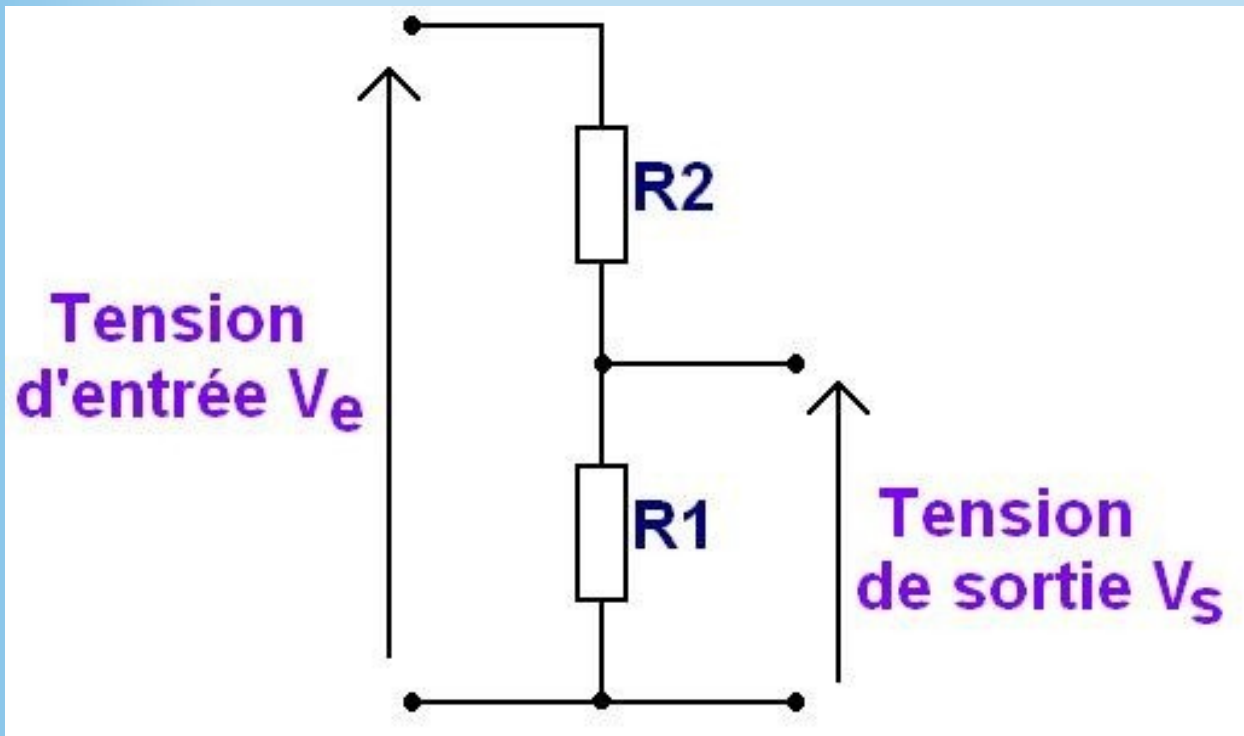 R2
Tension
d'entrée Ve
R1
Tension
de sortie Vs